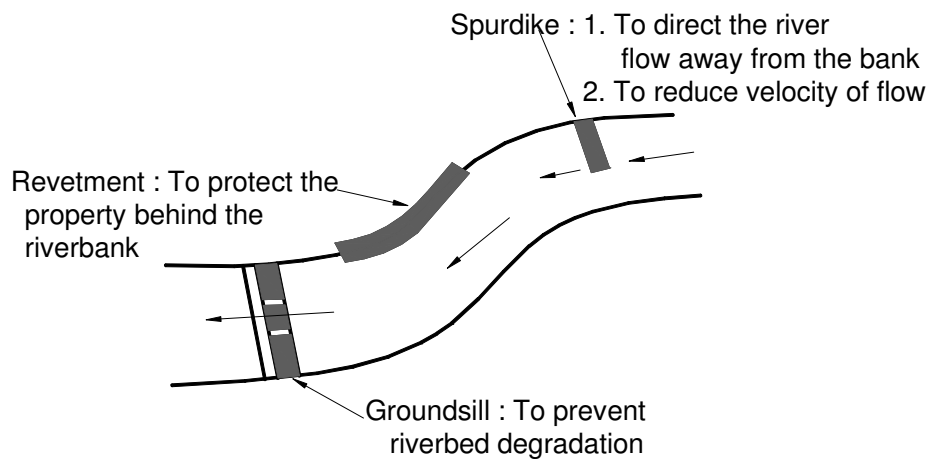 Spurdike : 1. To direct the river
flow away from the bank
2. To reduce velocity of flow
Revetment : To protect the
property behind the
riverbank
Groundsill : To prevent
riverbed degradation